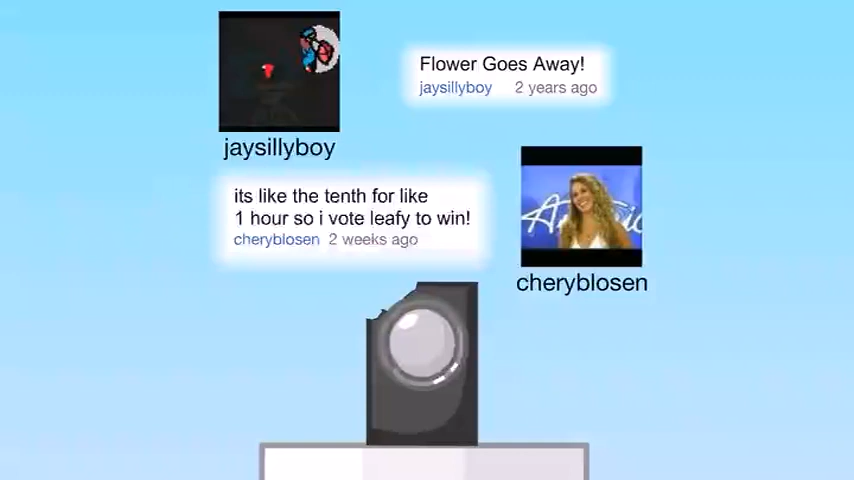 Flower Goes Away!
jaysillyboy 2 years ago
jaysillyboy
its like the tenth for like
1 hour so i vote leafy to win!
cheryblosen 2 weeks ago
cheryblosen